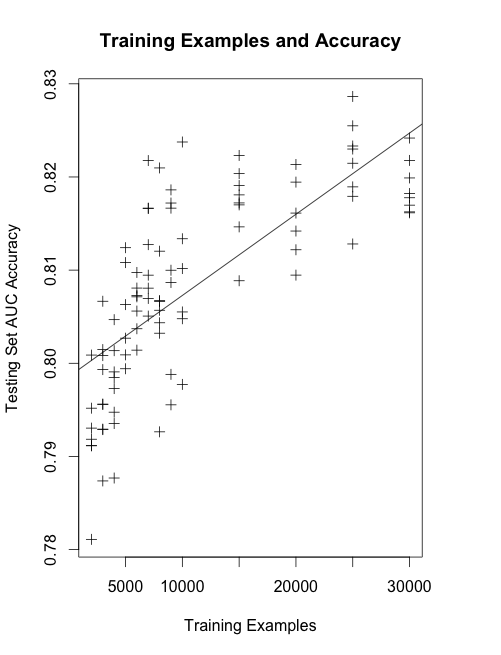 Training Examples and Accuracy
Testing Set AUC Accuracy
0.83
0.82
0.81
0.80
0.79
0.78
5000 10000 20000 30000
Training Examples